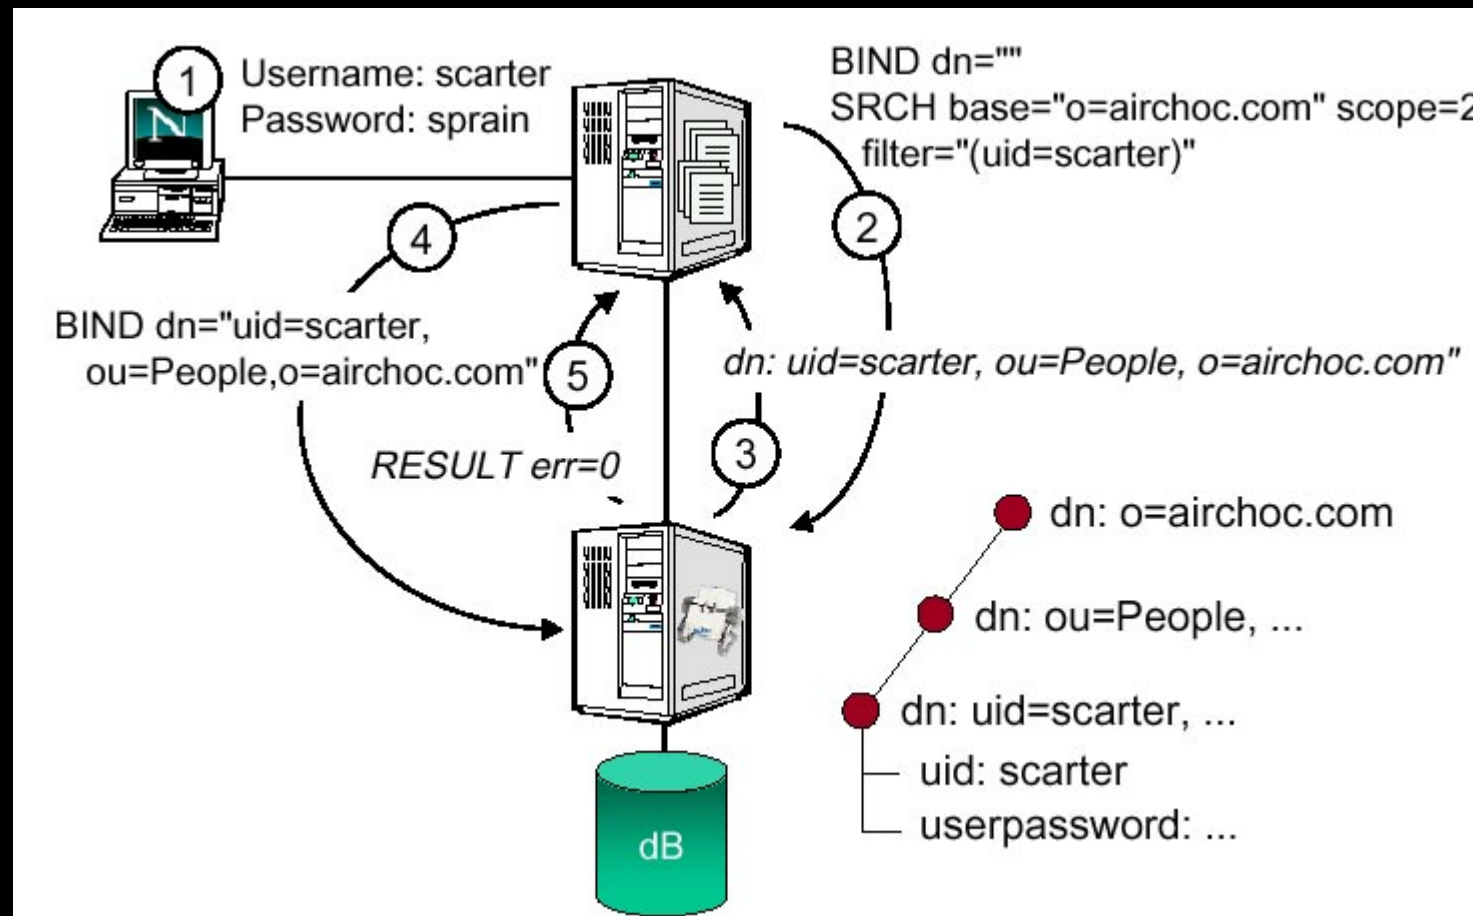 1
Username: scarter
Password: sprain
N
BIND dn=""
SRCH base="o=airchoc.com" scope=2
filter="(uid=scarter)"
2
4
BIND dn="uid=scarter,
ou=People,o=airchoc.com"
5
dn: uid=scarter, ou=People, o=airchoc.com"
RESULT err=0
3
dn: o=airchoc.com
dn: ou=People, ...
dn: uid=scarter, ...
uid: scarter
userpassword: ...
dB